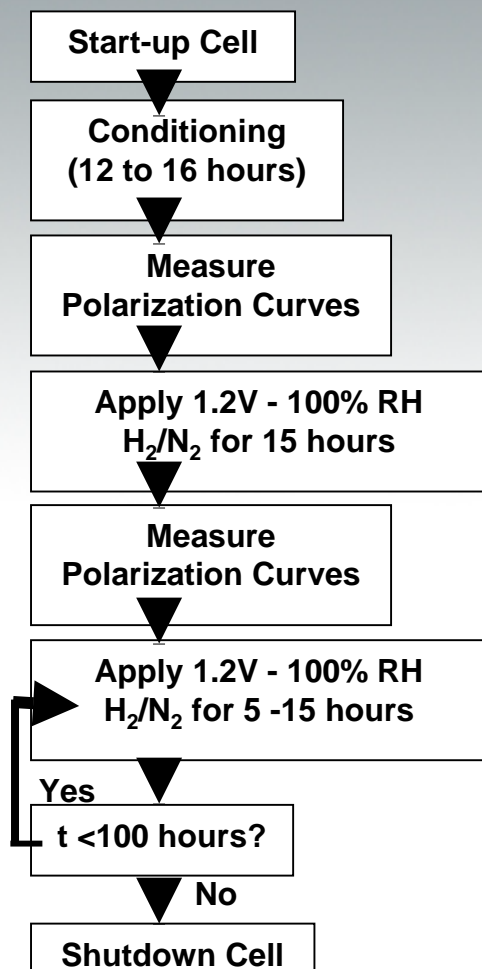 Start-up Cell
Conditioning
(12 to 16 hours)
Measure
Polarization Curves
Apply 1.2V - 100% RH
H₂/N₂ for 15 hours
Measure
Polarization Curves
Apply 1.2V - 100% RH
H₂/N₂ for 5 -15 hours
Yes
t <100 hours?
No
Shutdown Cell